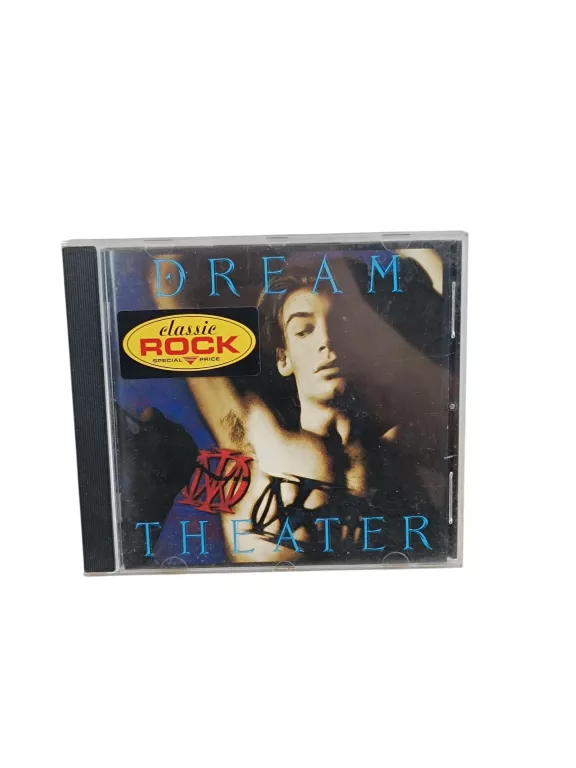 DREAM
classic
ROCK
SPECIAL PRICE
THEATER